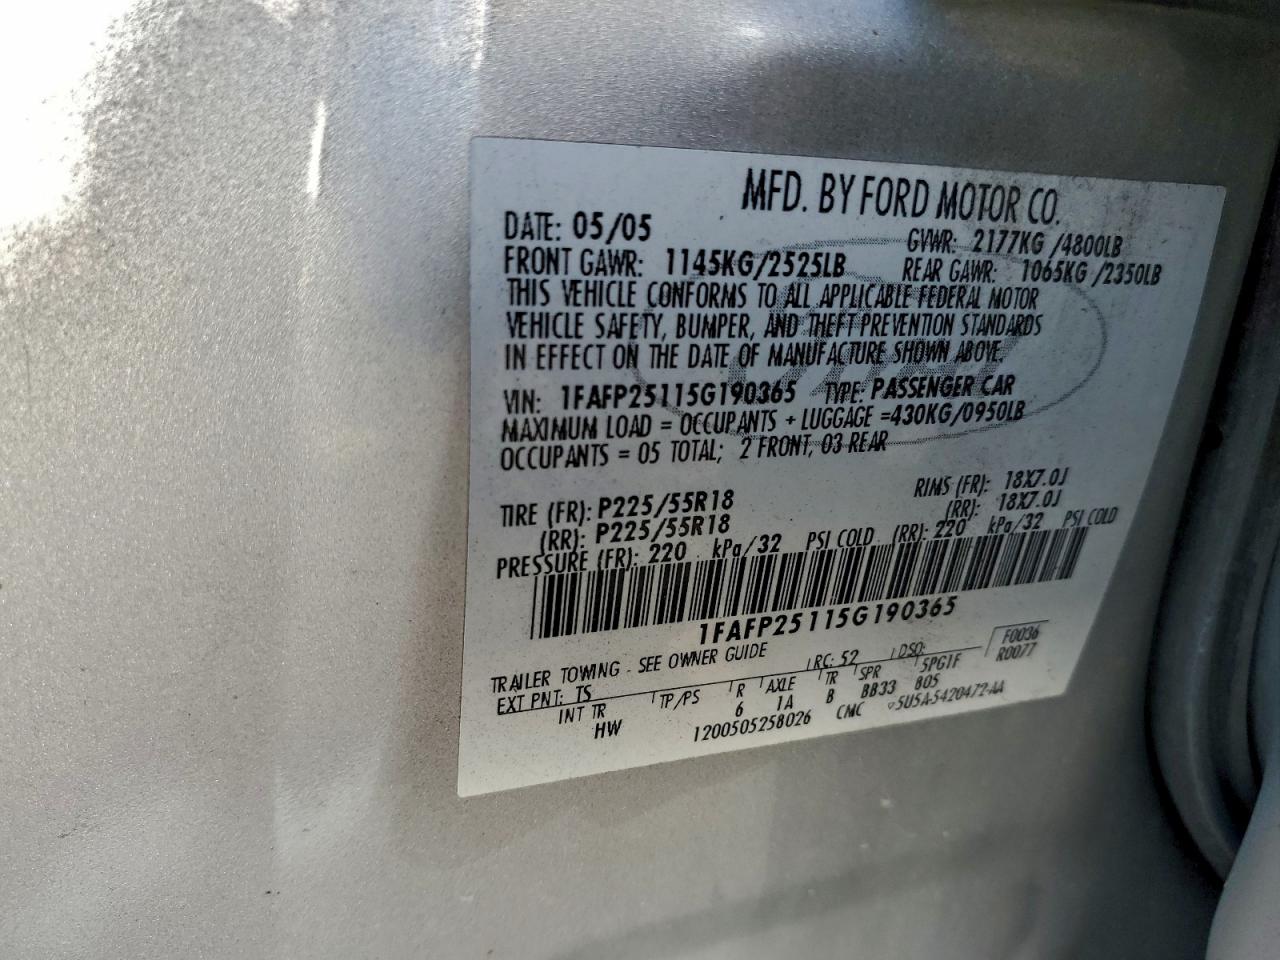 MFD. BY FORD MOTOR CO.
DATE: 05/05 GVWR: 2177KG /4800LB
FRONT GAWR: 1145KG/2525LB REAR GAWR: 1065KG /2350LB
THIS VEHICLE CONFORMS TO ALL APPLICABLE FEDERAL MOTOR
VEHICLE SAFETY, BUMPER, AND THEFT PREVENTION STANDARDS
IN EFFECT ON THE DATE OF MANUFACTURE SHOWN ABOVE.
VIN: 1FAFP25115G190365 TYPE: PASSENGER CAR
MAXIMUM LOAD = OCCUPANTS + LUGGAGE =430KG/0950LB
OCCUPANTS = 05 TOTAL; 2 FRONT, 03 REAR
TIRE (FR): P225/55R18 RIMS (FR): 18X7.0J
(RR): P225/55R18 (RR): 18X7.0J
PRESSURE (FR): 220 kPa/32 PSI COLD (RR): 220 kPa/32 PSI COLD
1FAFP25115G190365
TRAILER TOWING - SEE OWNER GUIDE
EXT PNT: TS RC: 52 DSO: F0036
R0077
INT TR TP/PS R AXLE TR SPR 5PG1F
HW 6 1A B BB33 805
1200505258026 CMC 5U5A-5420472-AA